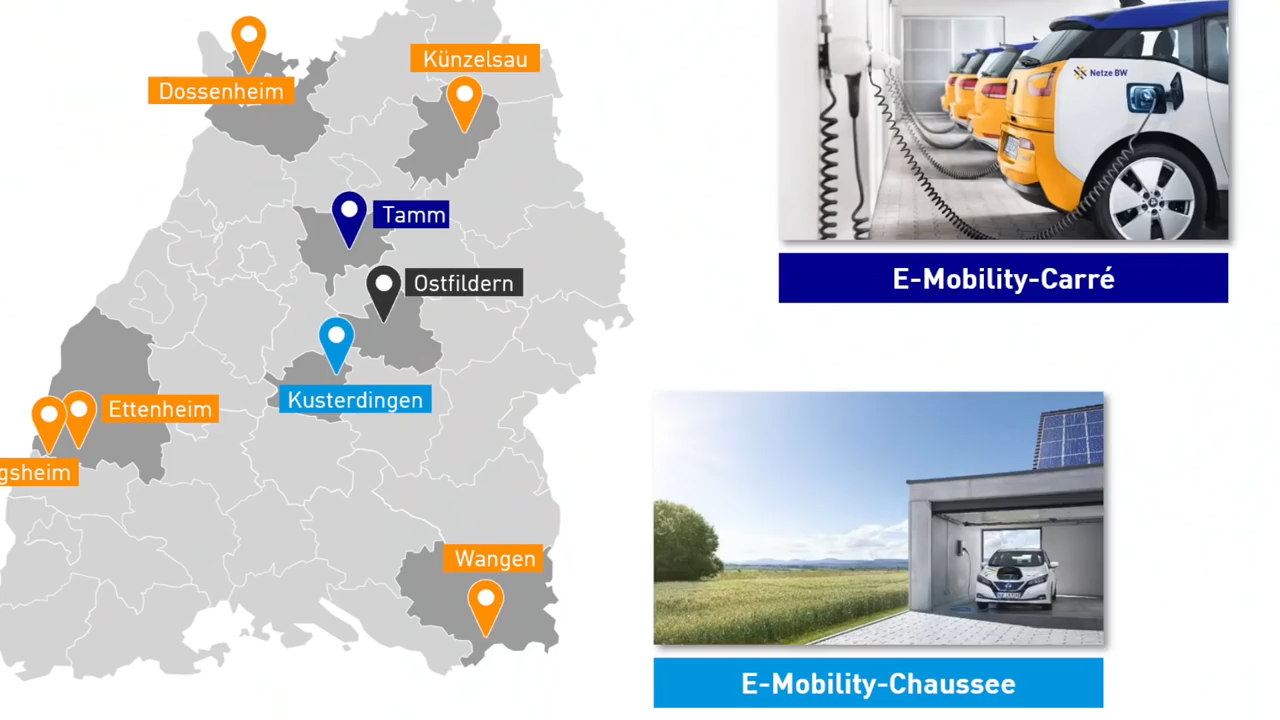 Künzelsau
Dossenheim
Netze BW
Tamm
E-Mobility-Carré
Ostfildern
Kusterdingen
Ettenheim
gsheim
Wangen
E-Mobility-Chaussee